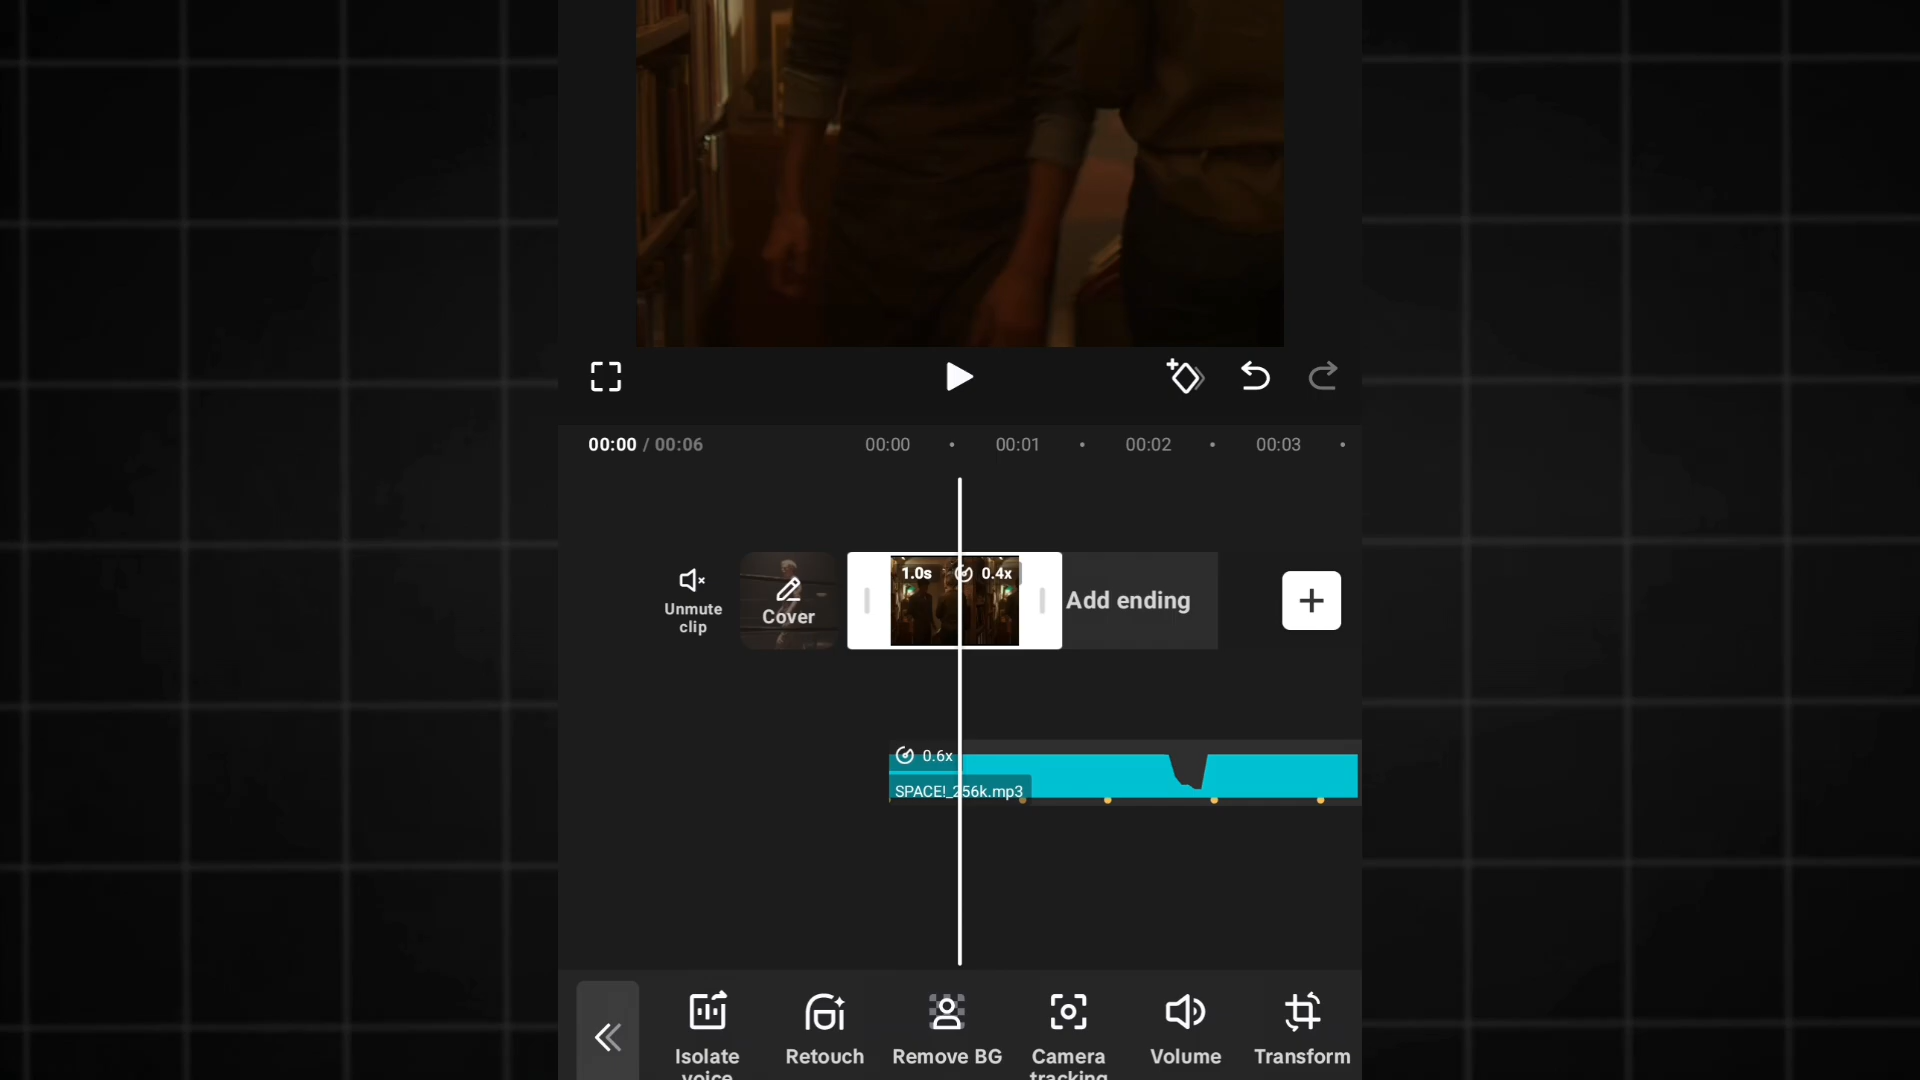 00:00 / 00:06
00:00
00:01
00:02
00:03
Unmute
clip
Cover
1.0s
0.4x
Add ending
0.6x
SPACE!_256k.mp3
Isolate
voice
Retouch
Remove BG
Camera
tracking
Volume
Transform